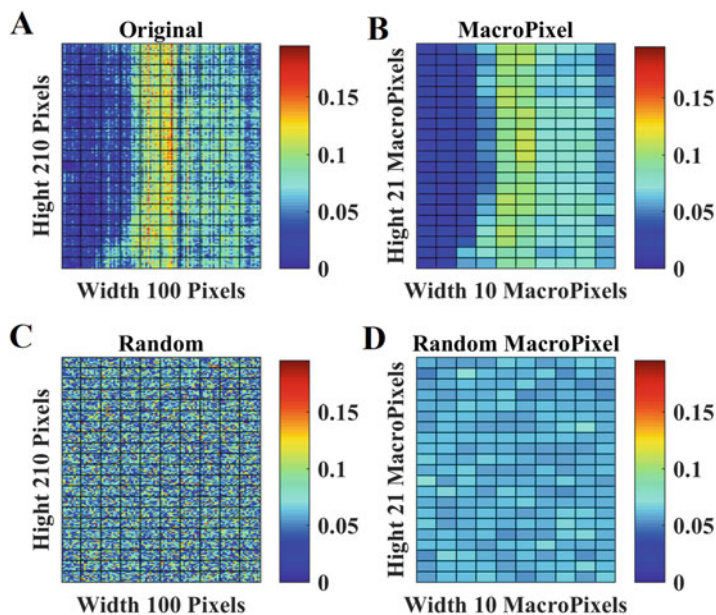 A
Original
Hight 210 Pixels
0.15
0.1
0.05
0
Width 100 Pixels
B
MacroPixel
Hight 21 MacroPixels
0.15
0.1
0.05
0
Width 10 MacroPixels
C
Random
Hight 210 Pixels
0.15
0.1
0.05
0
Width 100 Pixels
D
Random MacroPixel
Hight 21 MacroPixels
0.15
0.1
0.05
0
Width 10 MacroPixels